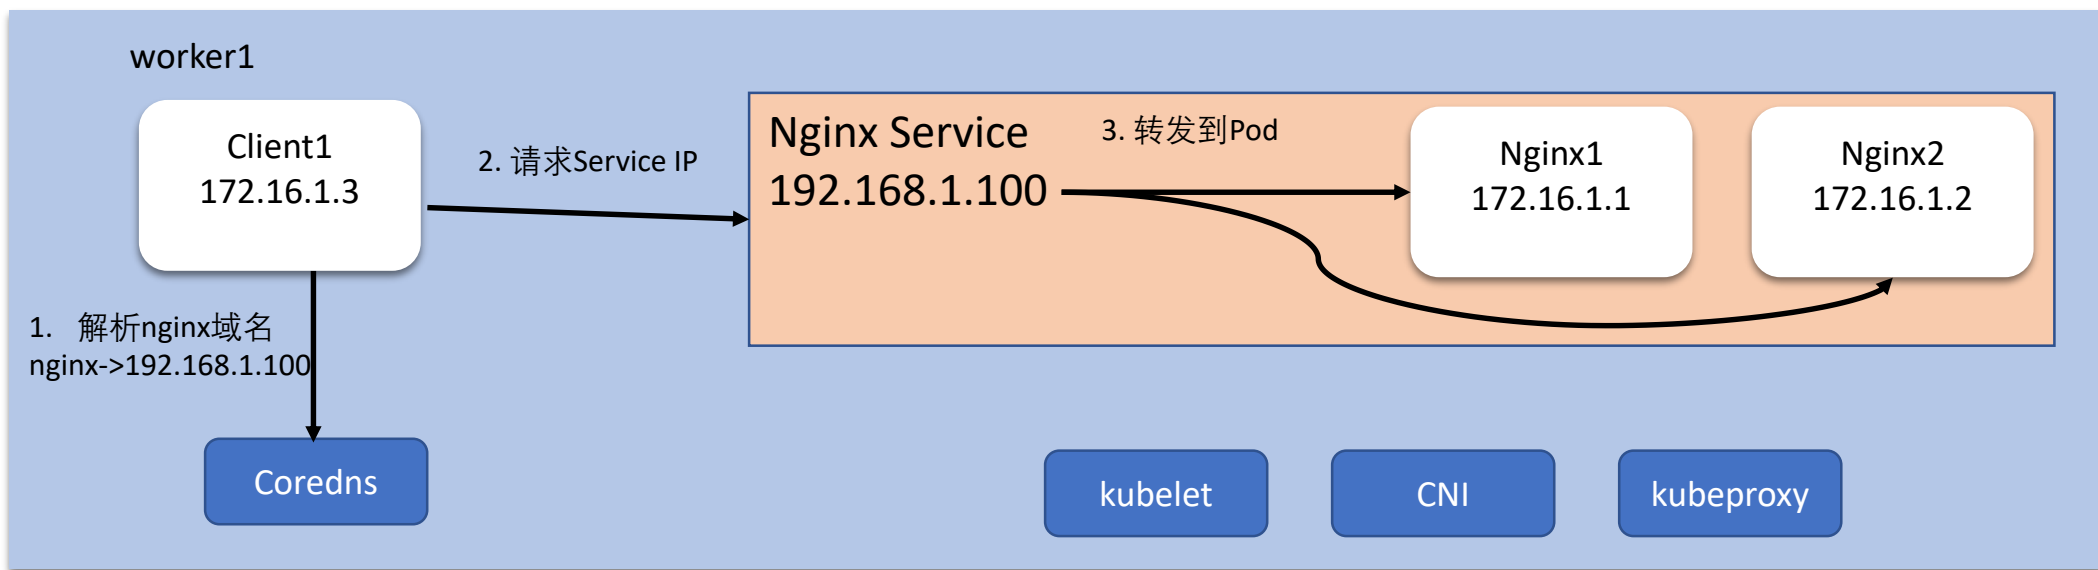 worker1
Client1
172.16.1.3
2. 请求Service IP
Nginx Service
192.168.1.100
3. 转发到Pod
Nginx1
172.16.1.1
Nginx2
172.16.1.2
1. 解析nginx域名
nginx->192.168.1.100
Coredns
kubelet
CNI
kubeproxy